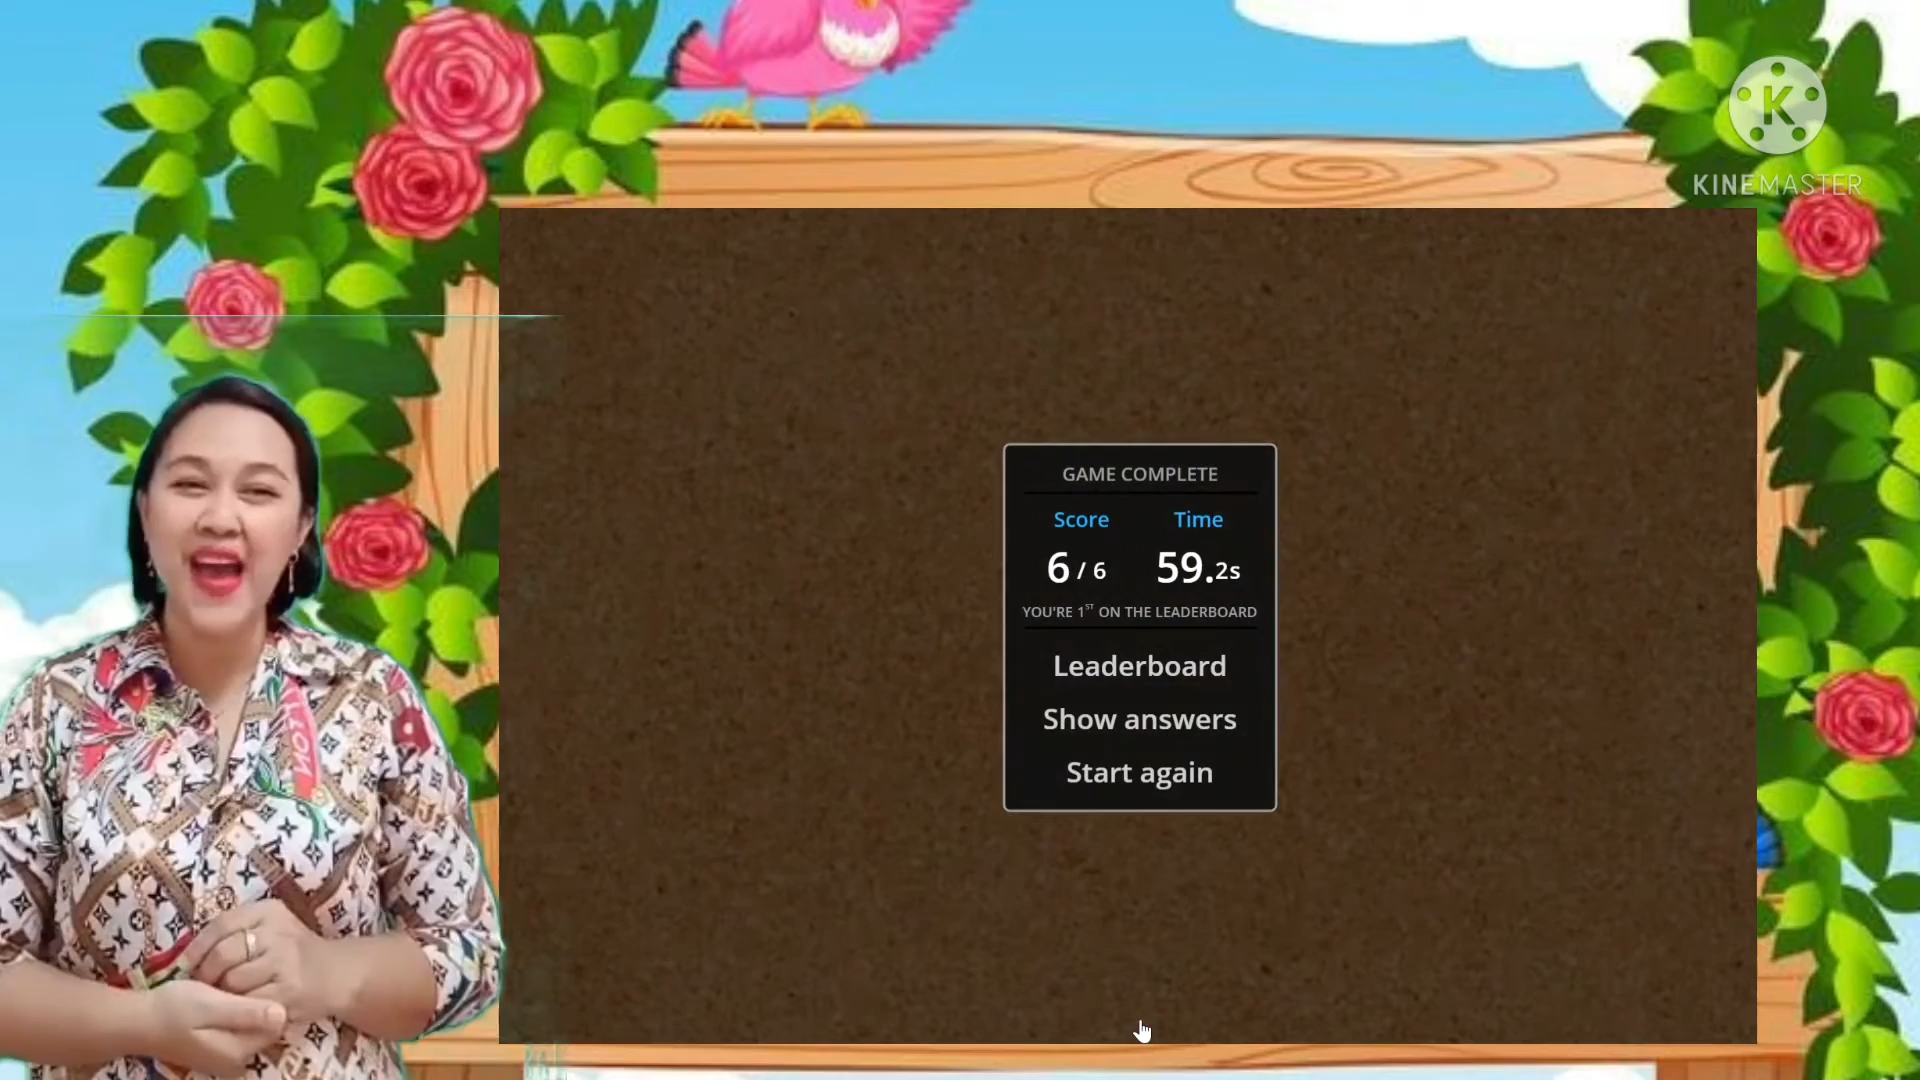 K
KINEMASTER
GAME COMPLETE
Score Time
6 / 6 59.2s
YOU'RE 1ST ON THE LEADERBOARD
Leaderboard
Show answers
Start again